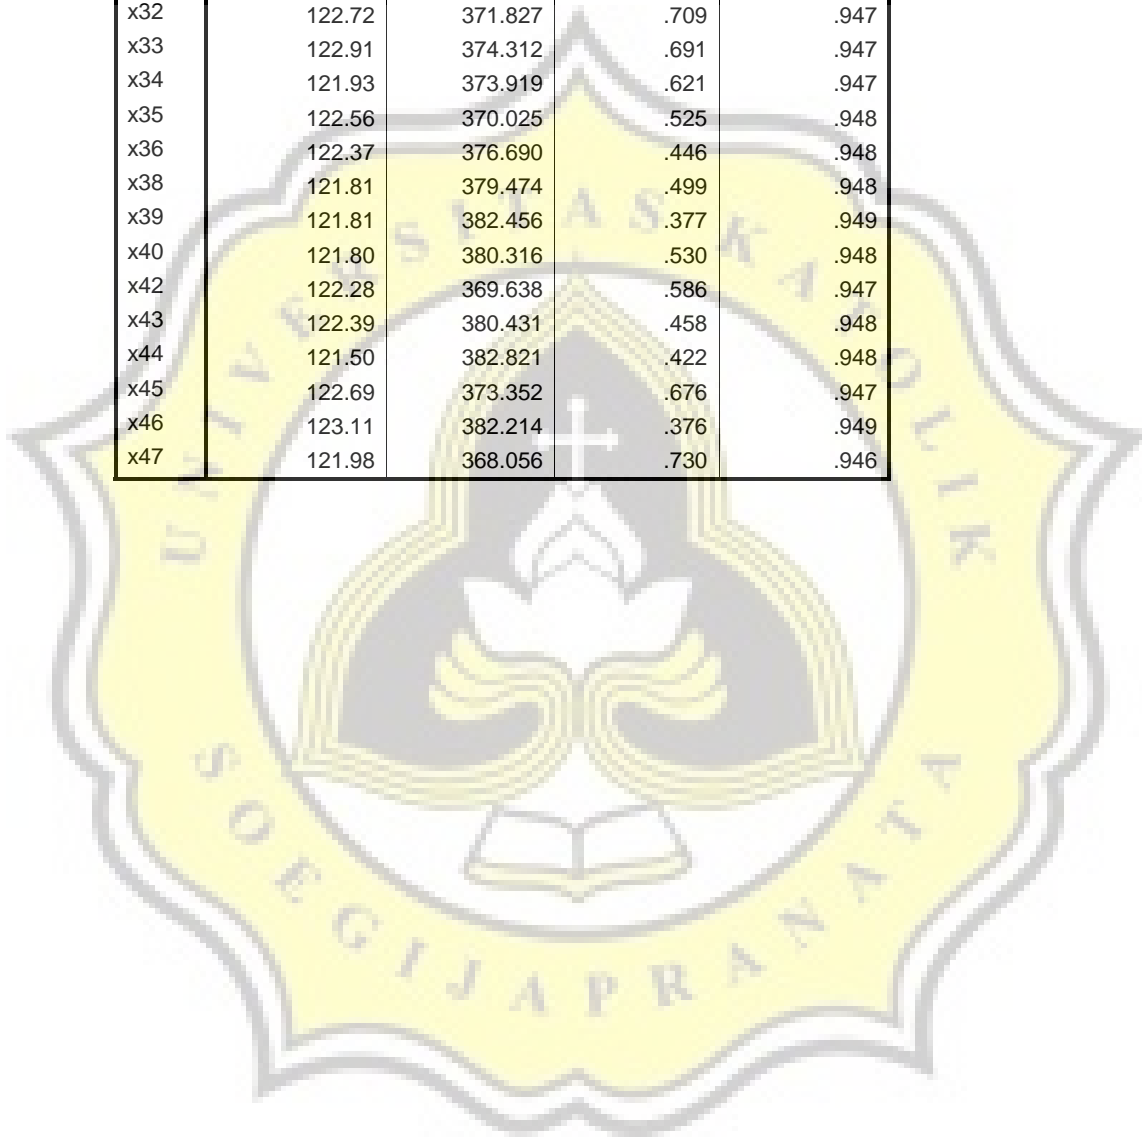 x32 122.72 371.827 .709 .947
x33 122.91 374.312 .691 .947
x34 121.93 373.919 .621 .947
x35 122.56 370.025 .525 .948
x36 122.37 376.690 .446 .948
x38 121.81 379.474 .499 .948
x39 121.81 382.456 .377 .949
x40 121.80 380.316 .530 .948
x42 122.28 369.638 .586 .947
x43 122.39 380.431 .458 .948
x44 121.50 382.821 .422 .948
x45 122.69 373.352 .676 .947
x46 123.11 382.214 .376 .949
x47 121.98 368.056 .730 .946
UNIVERSITAS KATOLIK
SOEGIJAPRANATA